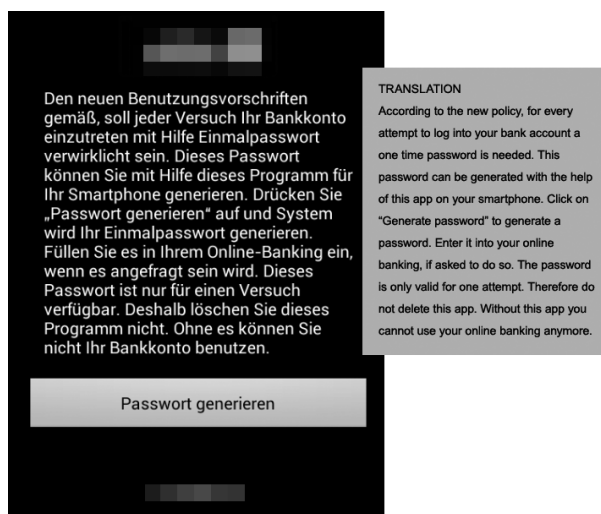 Den neuen Benutzungsvorschriften
gemäß, soll jeder Versuch Ihr Bankkonto
einzutreten mit Hilfe Einmalpasswort
verwirklicht sein. Dieses Passwort
können Sie mit Hilfe dieses Programm für
Ihr Smartphone generieren. Drücken Sie
„Passwort generieren“ auf und System
wird Ihr Einmalpasswort generieren.
Füllen Sie es in Ihrem Online-Banking ein,
wenn es angefragt sein wird. Dieses
Passwort ist nur für einen Versuch
verfügbar. Deshalb löschen Sie dieses
Programm nicht. Ohne es können Sie
nicht Ihr Bankkonto benutzen.
Passwort generieren
TRANSLATION
According to the new policy, for every
attempt to log into your bank account a
one time password is needed. This
password can be generated with the help
of this app on your smartphone. Click on
“Generate password” to generate a
password. Enter it into your online
banking, if asked to do so. The password
is only valid for one attempt. Therefore do
not delete this app. Without this app you
cannot use your online banking anymore.